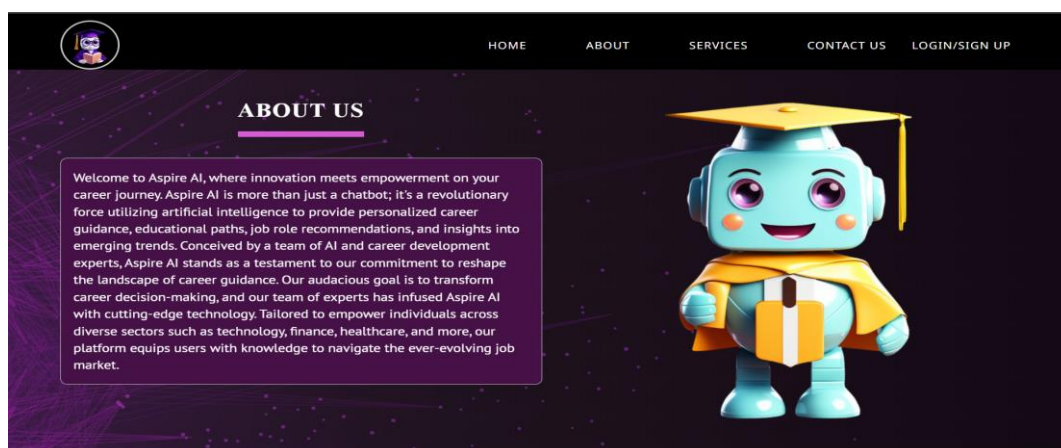 HOME ABOUT SERVICES CONTACT US LOGIN/SIGN UP
ABOUT US
Welcome to Aspire AI, where innovation meets empowerment on your
career journey. Aspire AI is more than just a chatbot; it's a revolutionary
force utilizing artificial intelligence to provide personalized career
guidance, educational paths, job role recommendations, and insights into
emerging trends. Conceived by a team of AI and career development
experts, Aspire AI stands as a testament to our commitment to reshape
the landscape of career guidance. Our audacious goal is to transform
career decision-making, and our team of experts has infused Aspire AI
with cutting-edge technology. Tailored to empower individuals across
diverse sectors such as technology, finance, healthcare, and more, our
platform equips users with knowledge to navigate the ever-evolving job
market.